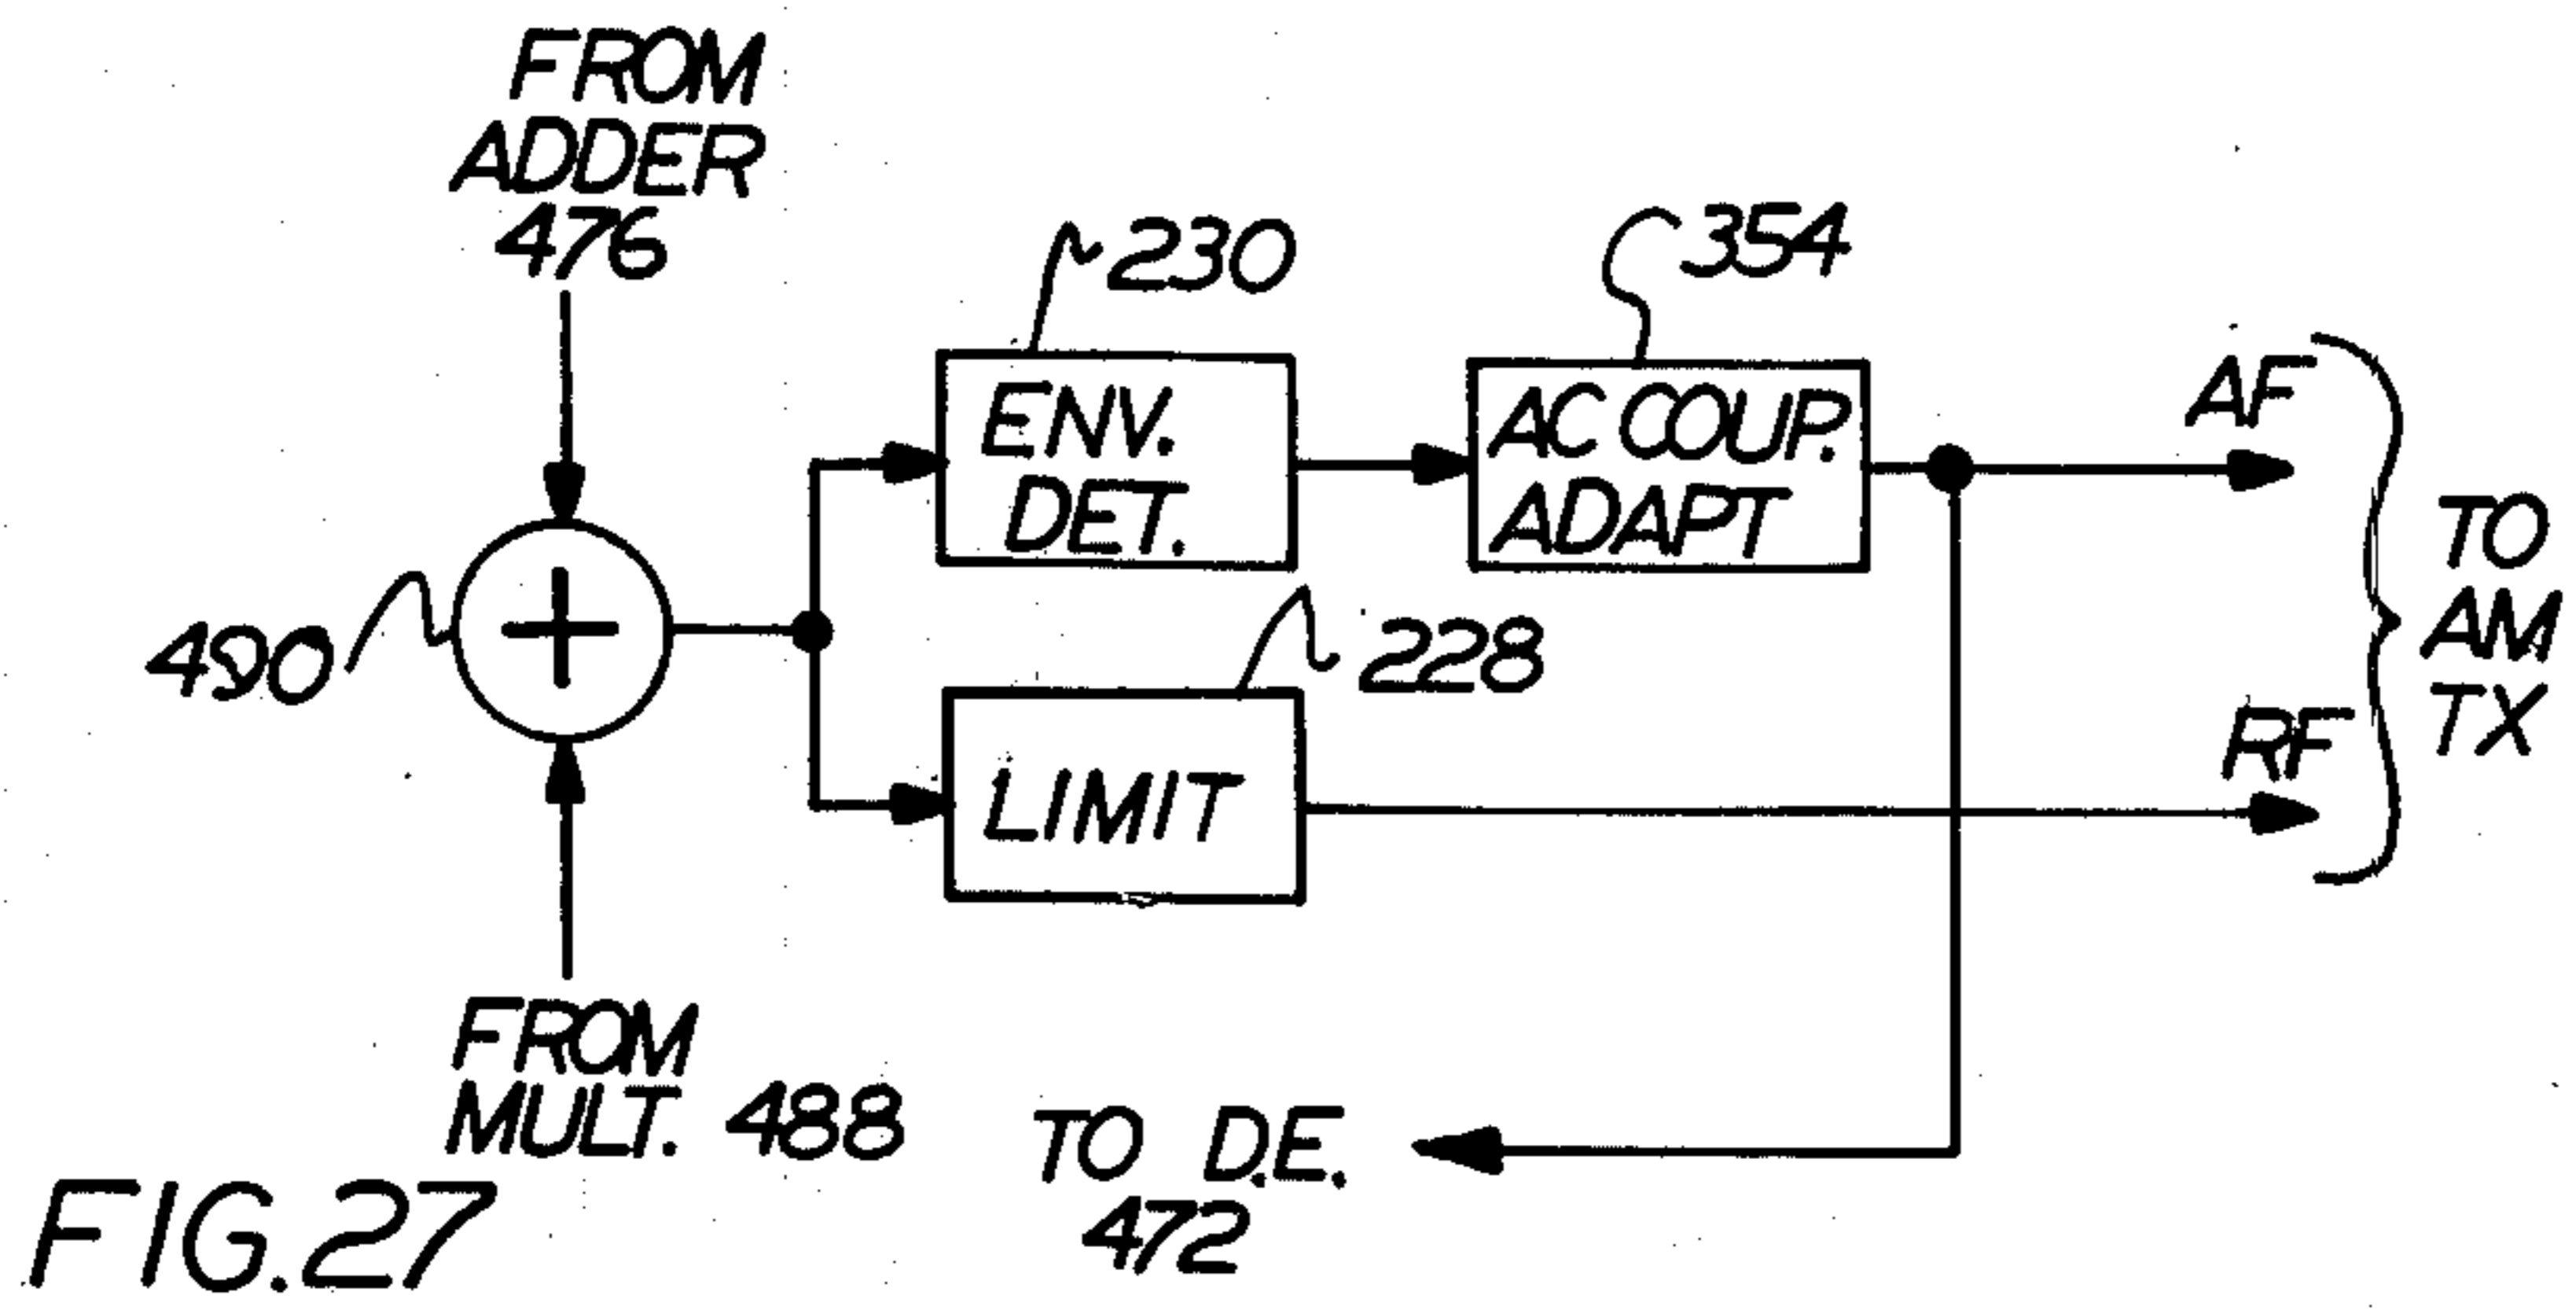 FROM
ADDER
476
230
354
ENV.
DET.
AC COUP.
ADAPT
AF
TO
AM
TX
490
+
228
LIMIT
RF
FROM
MULT. 488
TO D.E.
472
FIG.27